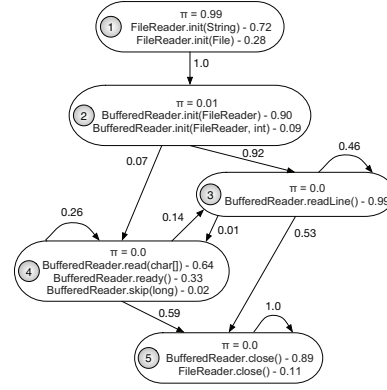 1
π = 0.99
FileReader.init(String) - 0.72
FileReader.init(File) - 0.28
1.0
2
π = 0.01
BufferedReader.init(FileReader) - 0.90
BufferedReader.init(FileReader, int) - 0.09
0.07
0.92
0.46
3
π = 0.0
BufferedReader.readLine() - 0.99
0.26
0.14
0.01
0.53
4
π = 0.0
BufferedReader.read(char[]) - 0.64
BufferedReader.ready() - 0.33
BufferedReader.skip(long) - 0.02
0.59
1.0
5
π = 0.0
BufferedReader.close() - 0.89
FileReader.close() - 0.11